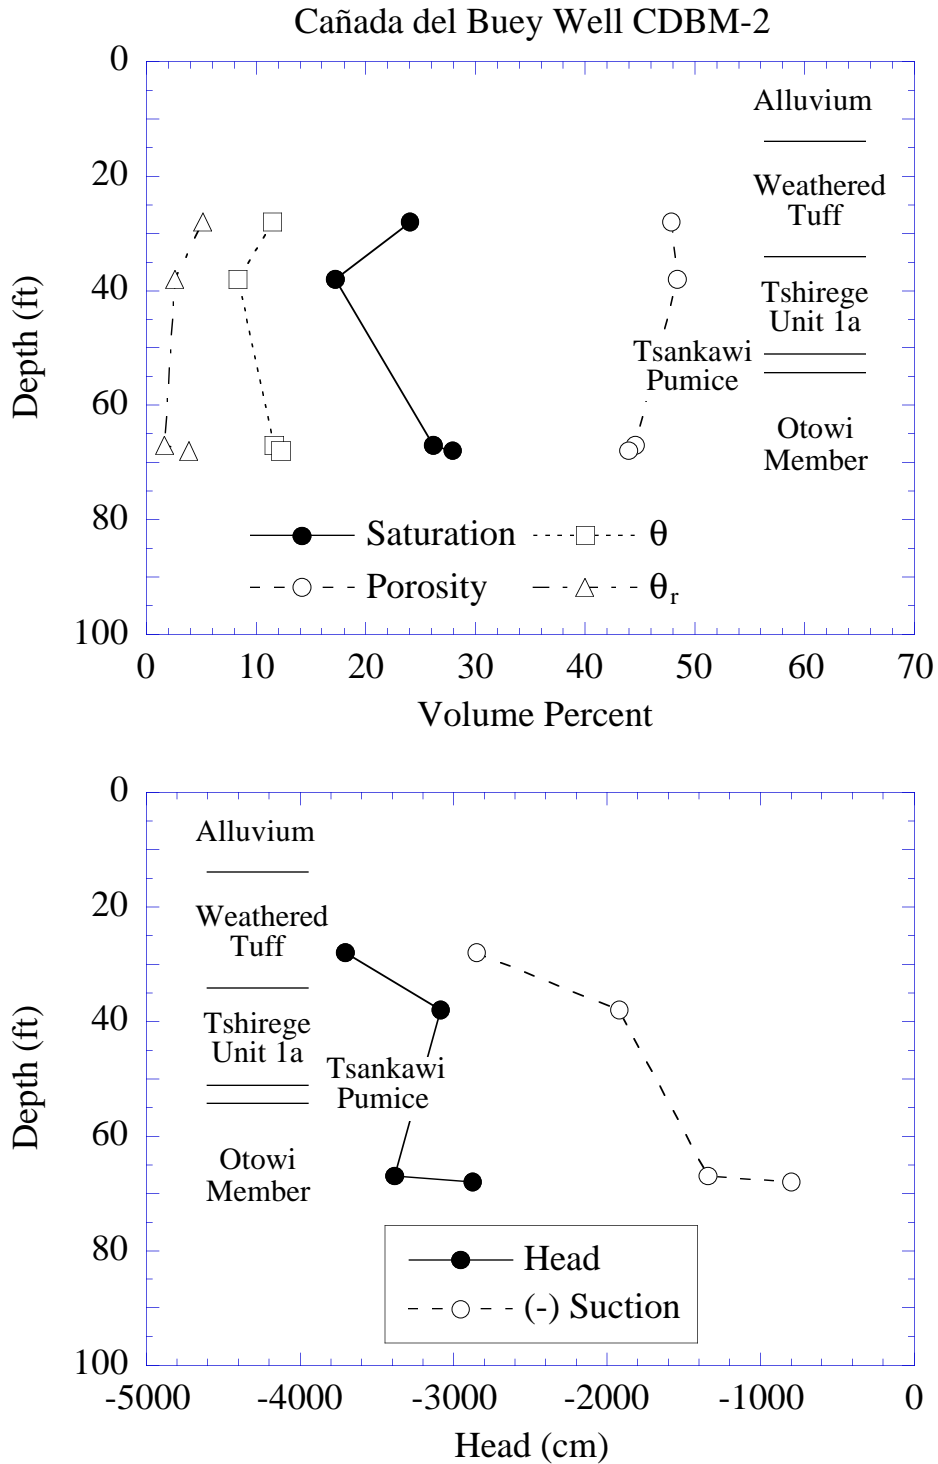 Cañada del Buey Well CDBM-2
0
20
40
60
80
100
Depth (ft)
Alluvium
Weathered
Tuff
Tshirege
Unit 1a
Tsankawi
Pumice
Otowi
Member
Saturation
θ
Porosity
θr
0 10 20 30 40 50 60 70
Volume Percent
0
20
40
60
80
100
Depth (ft)
Alluvium
Weathered
Tuff
Tshirege
Unit 1a
Tsankawi
Pumice
Otowi
Member
Head
(-) Suction
-5000 -4000 -3000 -2000 -1000 0
Head (cm)